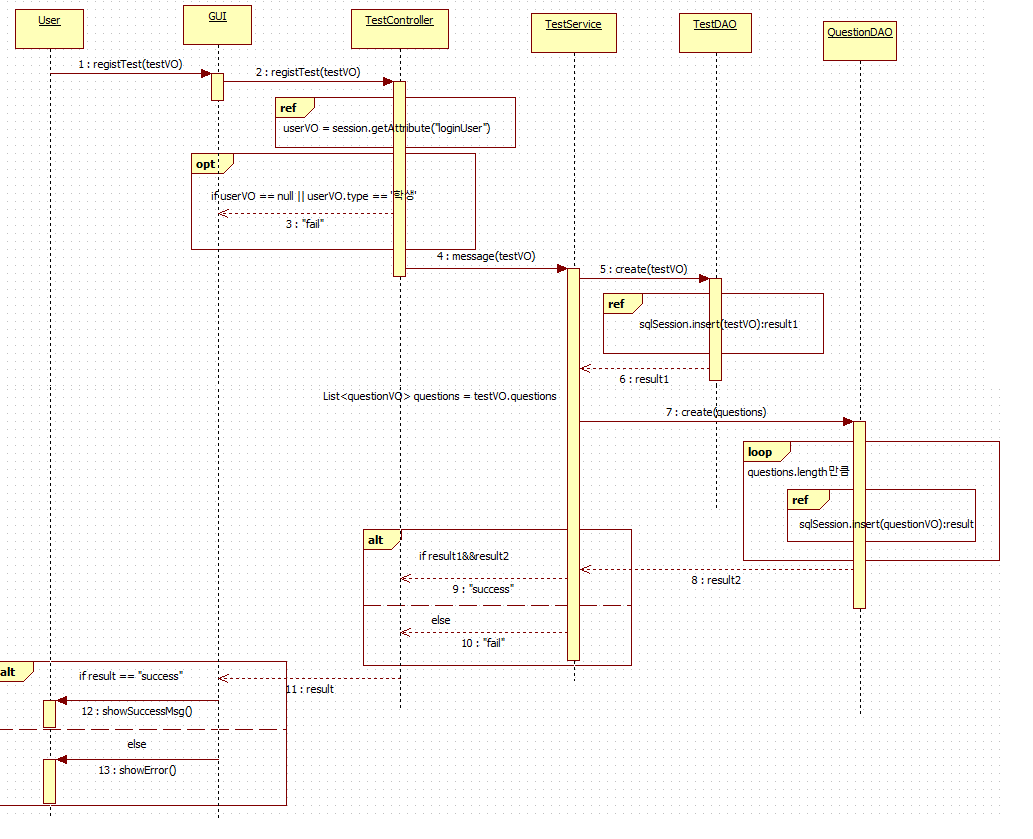 User
GUI
TestController
TestService
TestDAO
QuestionDAO
1 : registTest(testVO)
2 : registTest(testVO)
ref
userVO = session.getAttribute("loginUser")
opt
if userVO == null || userVO.type == '학생'
3 : "fail"
4 : message(testVO)
5 : create(testVO)
ref
sqlSession.insert(testVO):result1
6 : result1
List<questionVO> questions = testVO.questions
7 : create(questions)
loop
questions.length만큼
ref
sqlSession.insert(questionVO):result
alt
if result1&&result2
8 : result2
9 : "success"
else
10 : "fail"
alt
if result == "success"
11 : result
12 : showSuccessMsg()
else
13 : showError()